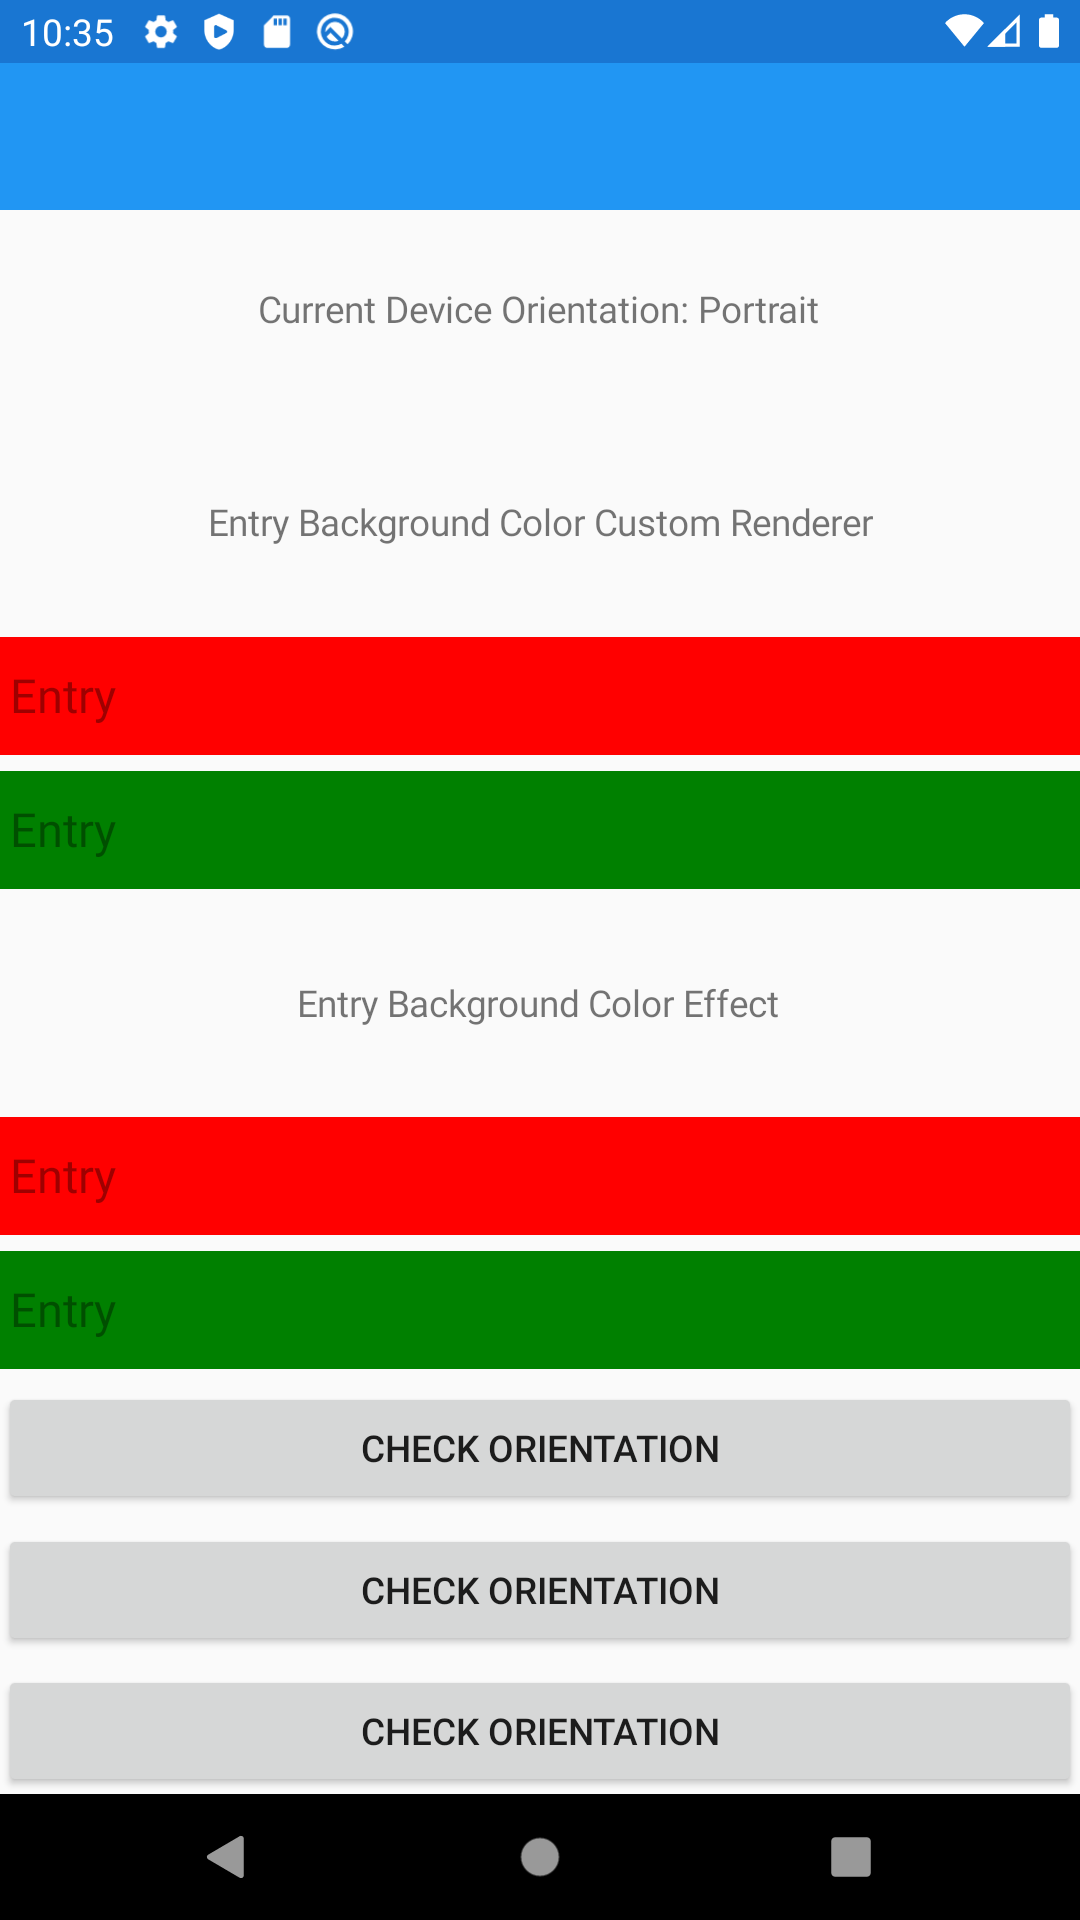 10:35
Current Device Orientation: Portrait
Entry Background Color Custom Renderer
Entry
Entry
Entry Background Color Effect
Entry
Entry
CHECK ORIENTATION
CHECK ORIENTATION
CHECK ORIENTATION